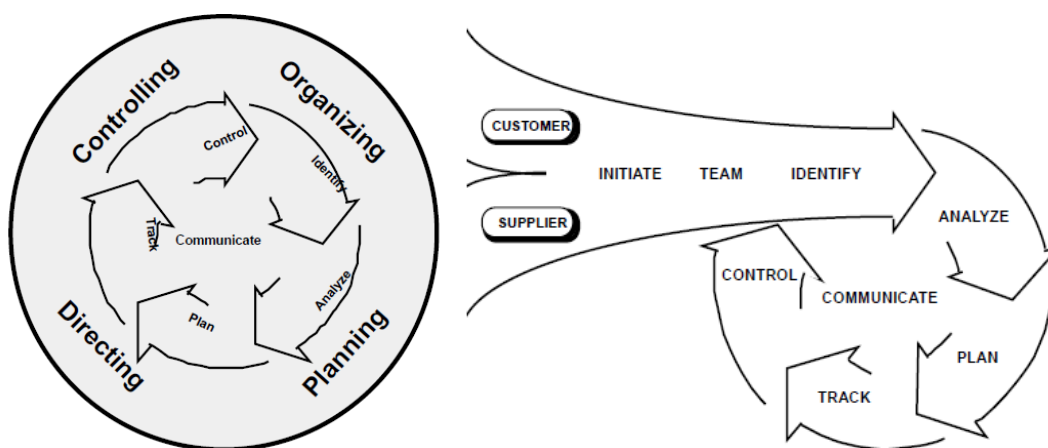 Controlling
Organizing
Control
Identify
Track
Communicate
Analyze
Plan
Directing
Planning
CUSTOMER
INITIATE TEAM IDENTIFY
SUPPLIER
ANALYZE
CONTROL
COMMUNICATE
PLAN
TRACK